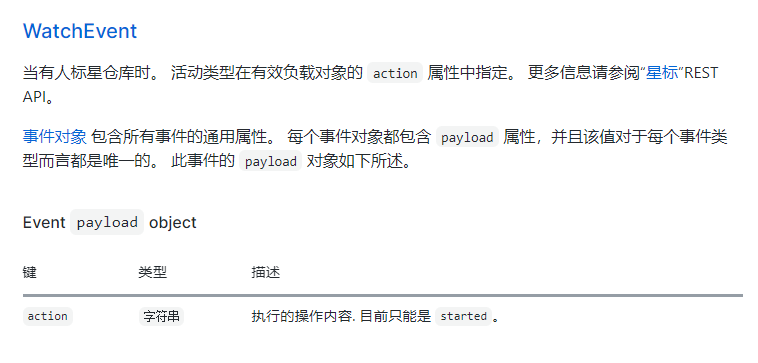 WatchEvent
当有人标星仓库时。 活动类型在有效负载对象的 action 属性中指定。 更多信息请参阅“星标”REST
API。
事件对象 包含所有事件的通用属性。 每个事件对象都包含 payload 属性，并且该值对于每个事件类
型而言都是唯一的。 此事件的 payload 对象如下所述。
Event payload object
键 类型 描述
action 字符串 执行的操作内容. 目前只能是 started 。